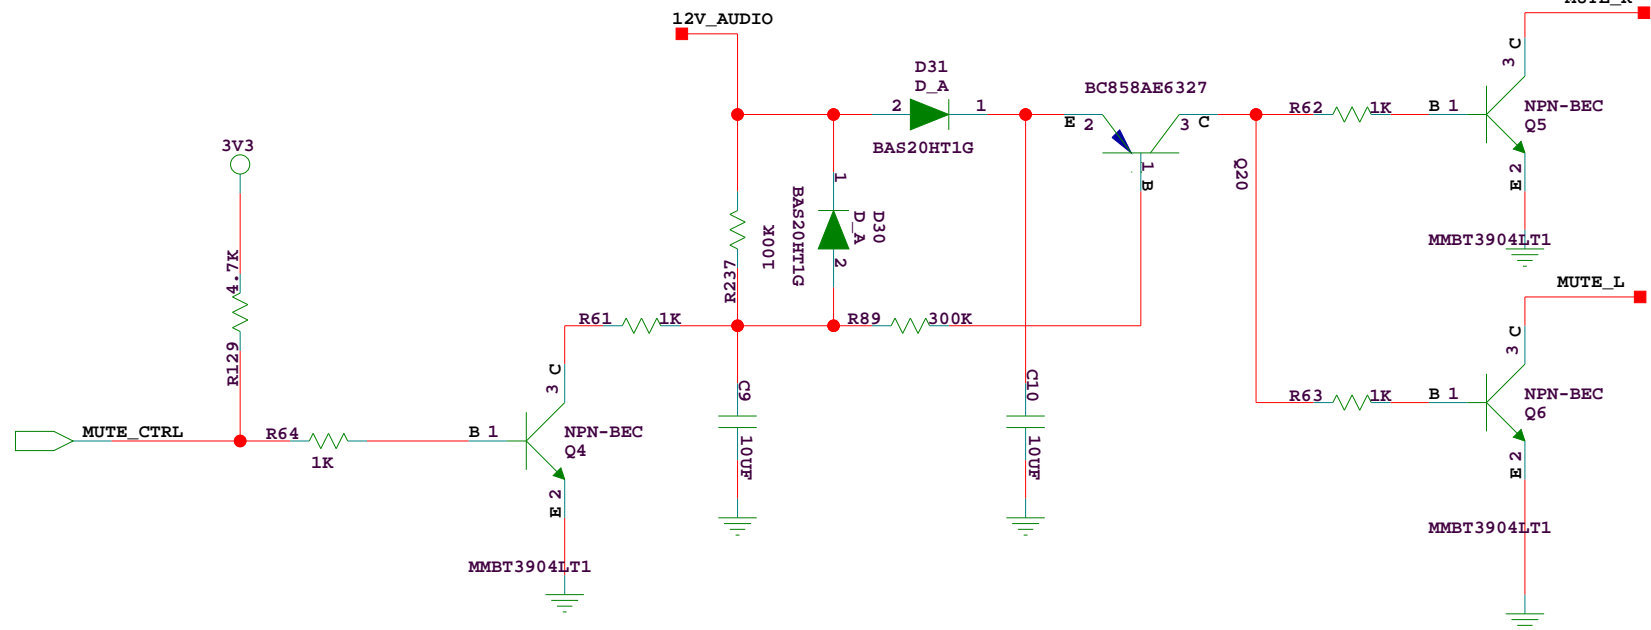 12V_AUDIO
D31
D_A
2
1
BAS20HT1G
BC858AE6327
E 2
3 C
1
B
Q20
R62
1K
B 1
3 C
NPN-BEC
Q5
E 2
MMBT3904LT1
3V3
4.7K
R129
100K
R237
1
BAS20HT1G
D_A
D30
2
R61
1K
R89
300K
MUTE_L
3 C
R63
1K
B 1
NPN-BEC
Q6
E 2
MMBT3904LT1
MUTE_CTRL
R64
1K
B 1
3 C
NPN-BEC
Q4
E 2
MMBT3904LT1
C9
10UF
C10
10UF